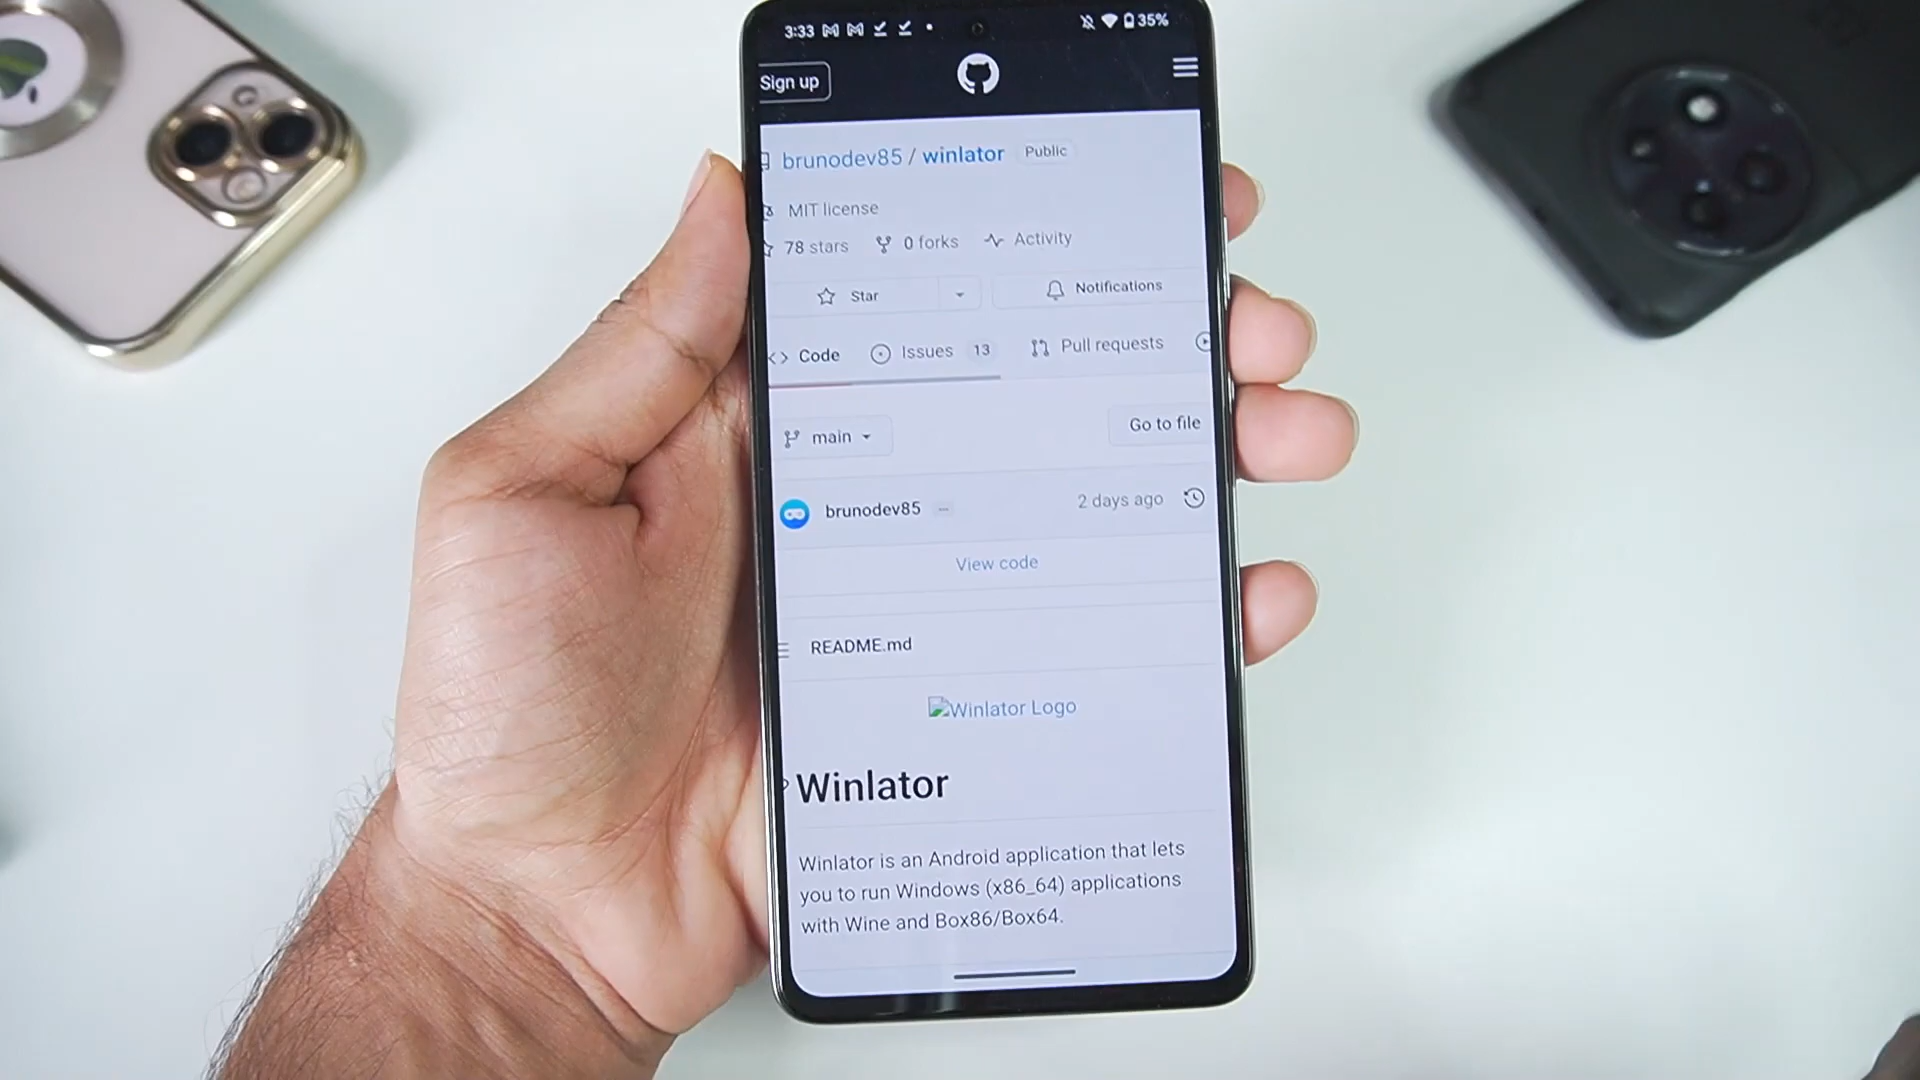 3:33 35%
Sign up
brunodev85 / winlator Public
MIT license
78 stars 0 forks Activity
Star Notifications
Code Issues 13 Pull requests
main Go to file
brunodev85 ... 2 days ago
View code
README.md
Winlator Logo
Winlator
Winlator is an Android application that lets
you to run Windows (x86_64) applications
with Wine and Box86/Box64.